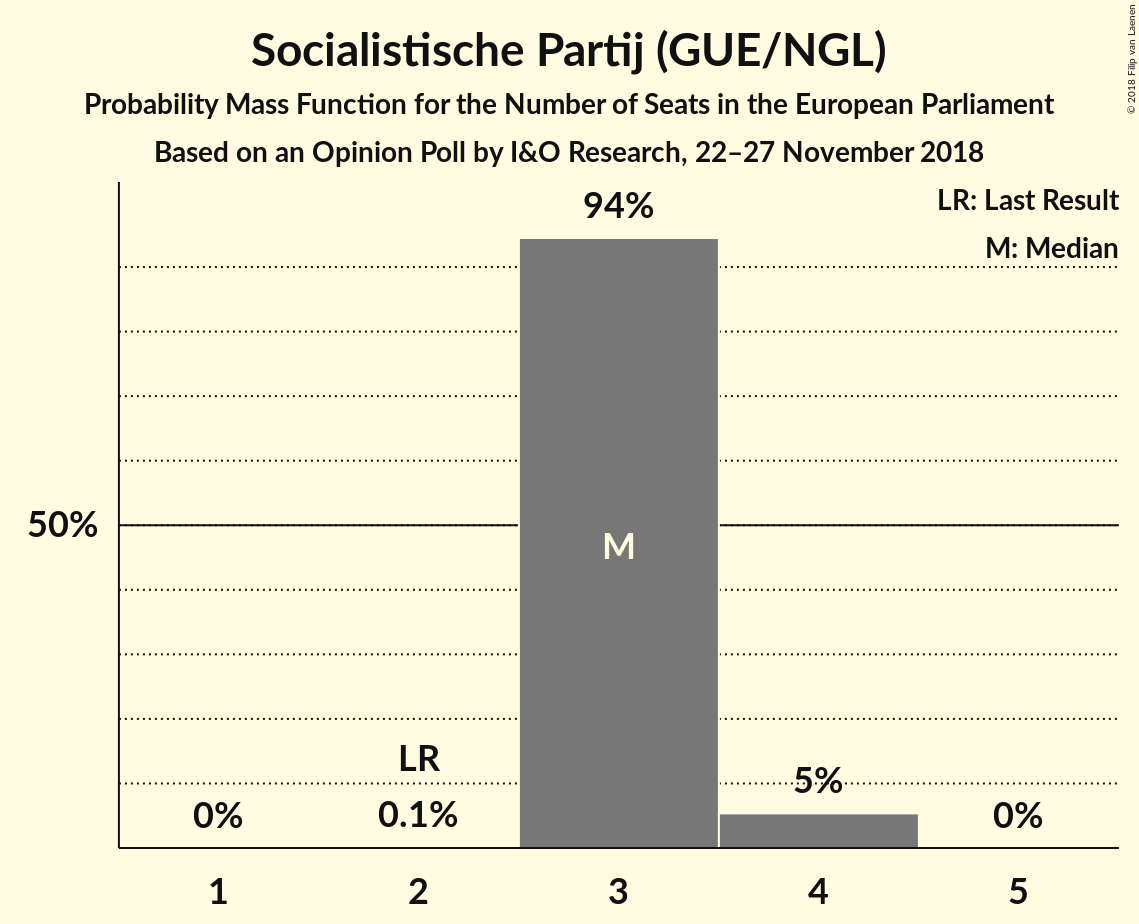 Socialistische Partij (GUE/NGL)
Probability Mass Function for the Number of Seats in the European Parliament
Based on an Opinion Poll by I&O Research, 22–27 November 2018
© 2018 Filip van Laenen
LR: Last Result
M: Median
94%
50%
M
LR
5%
0%
0.1%
0%
1
2
3
4
5